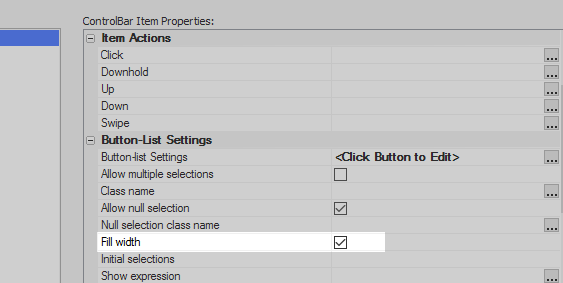 ControlBar Item Properties:
Item Actions
Click ...
Downhold ...
Up ...
Down ...
Swipe ...
Button-List Settings
Button-list Settings <Click Button to Edit> ...
Allow multiple selections
Class name ...
Allow null selection
Null selection class name ...
Fill width
Initial selections
Show expression ...